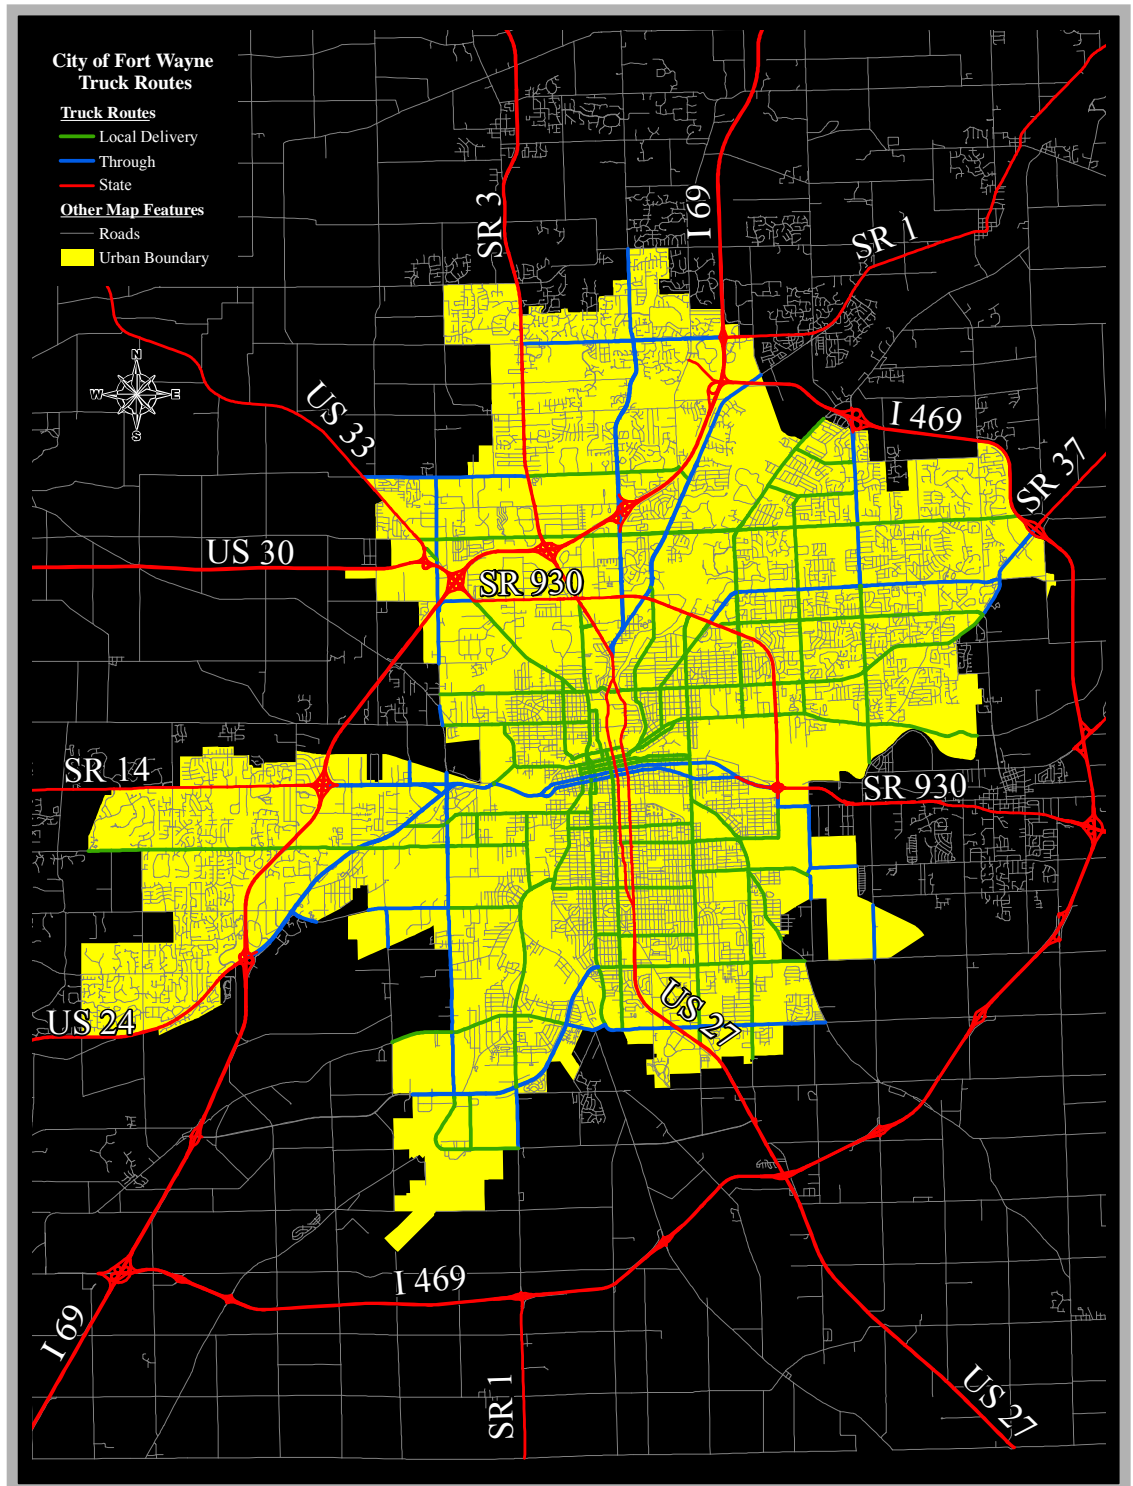 City of Fort Wayne
Truck Routes
Truck Routes
Local Delivery
Through
State
Other Map Features
Roads
Urban Boundary
SR 3
I 69
SR 1
N
W E
S
US 33
I 469
SR 37
US 30
SR 930
SR 14
SR 930
US 24
US 27
I 469
I 69
SR 1
US 27